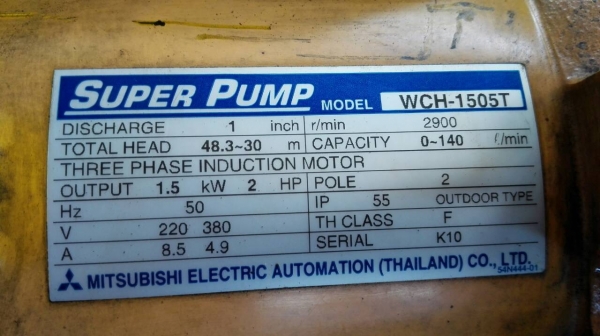 SUPER PUMP MODEL WCH-1505T
DISCHARGE 1 inch r/min 2900
TOTAL HEAD 48.3~30 m CAPACITY 0~140 ℓ/min
THREE PHASE INDUCTION MOTOR
OUTPUT 1.5 kW 2 HP POLE 2
Hz 50 IP 55 OUTDOOR TYPE
V 220 380 TH CLASS F
A 8.5 4.9 SERIAL K10
MITSUBISHI ELECTRIC AUTOMATION (THAILAND) CO., LTD.
54N444-01